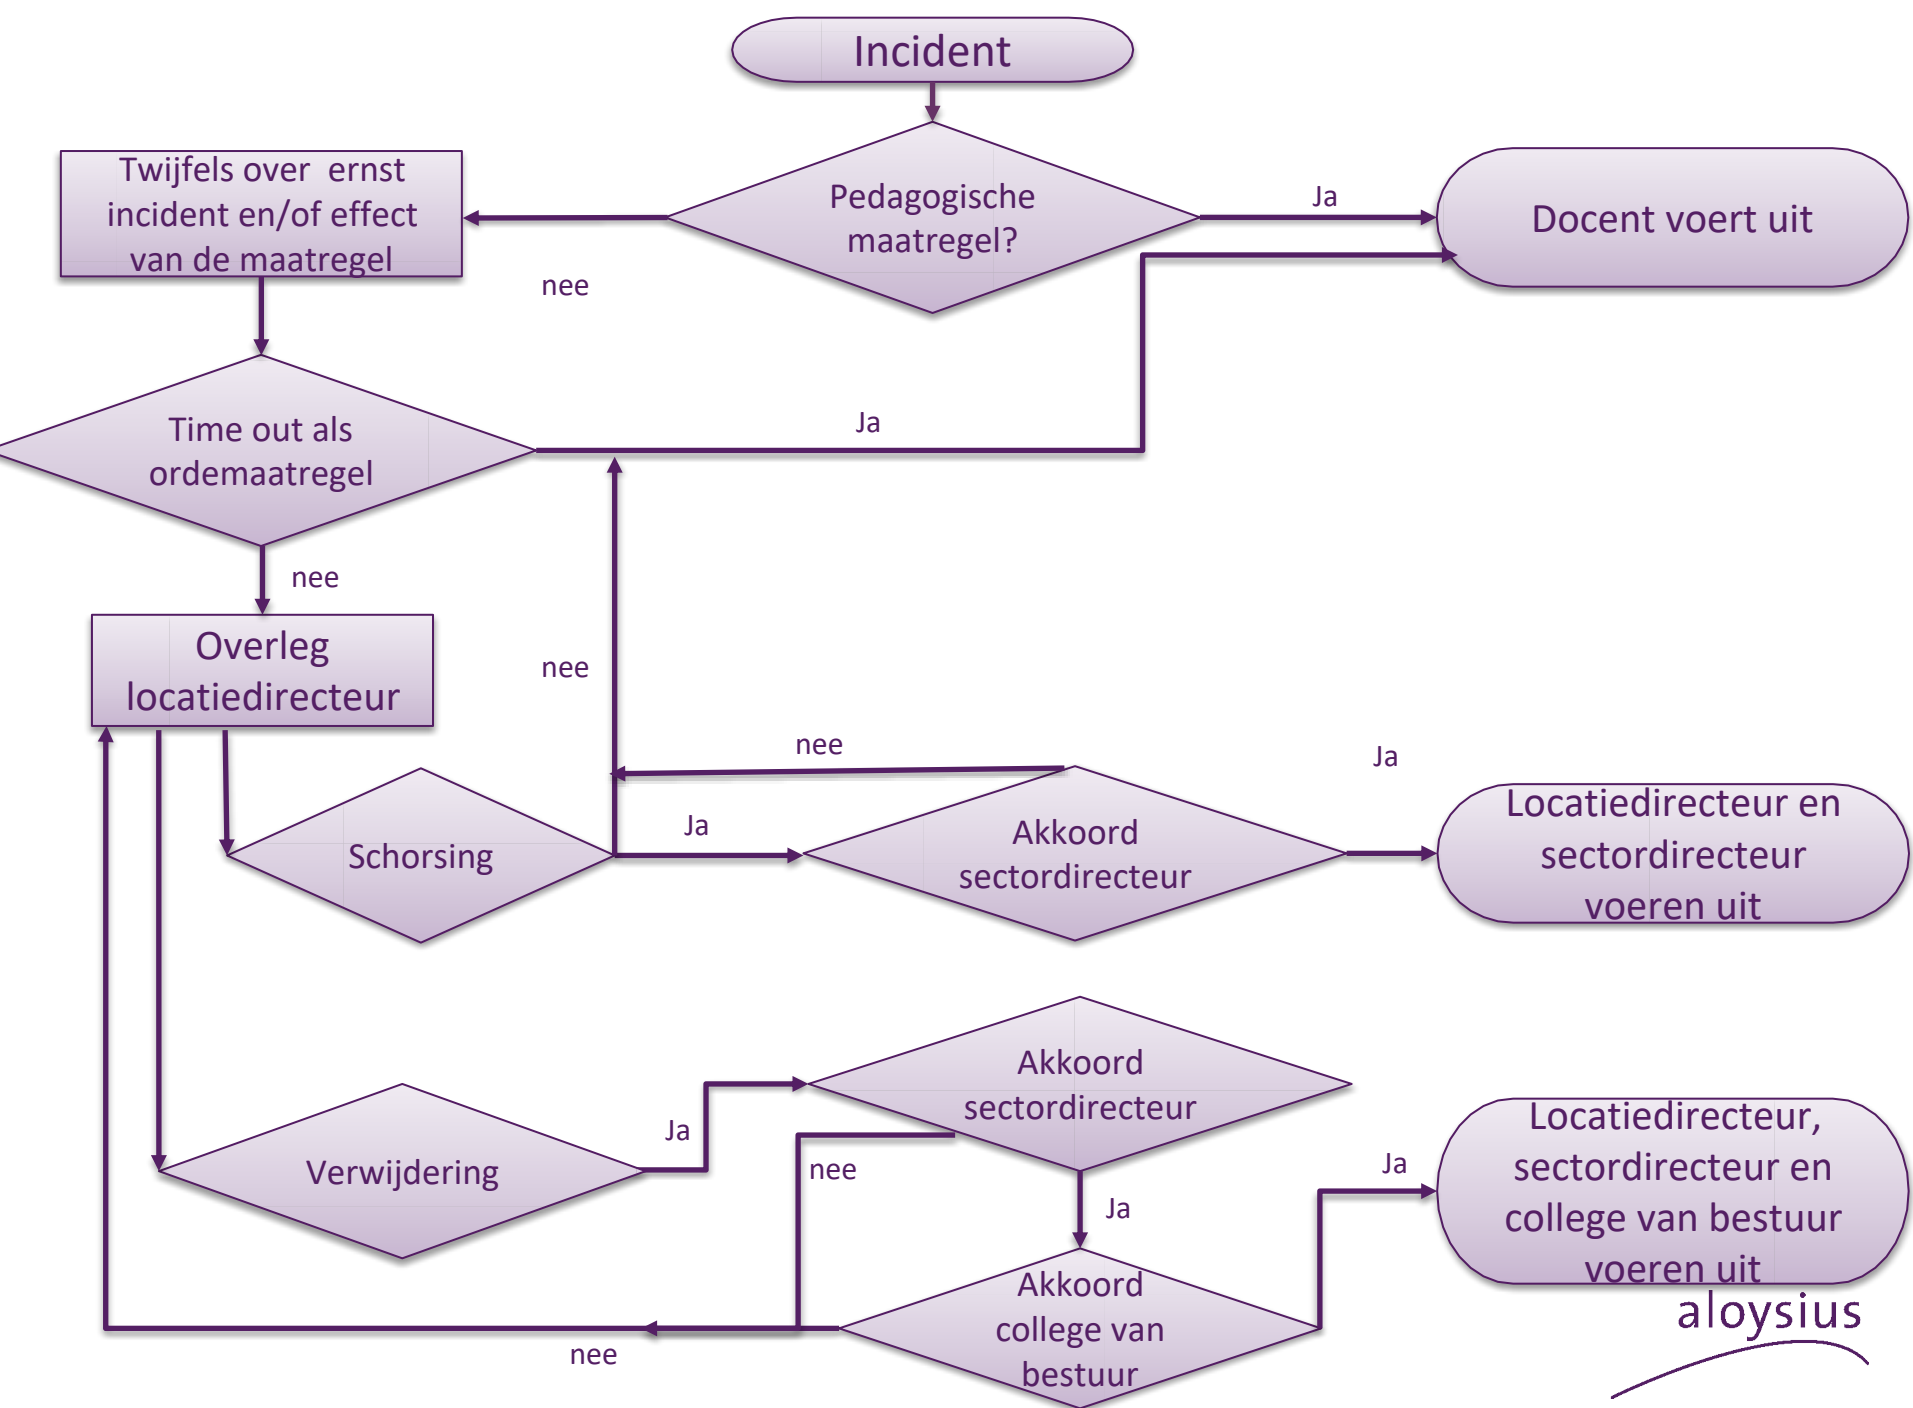 Incident
Twijfels over ernst
incident en/of effect
van de maatregel
Pedagogische
maatregel?
Ja
Docent voert uit
nee
Time out als
ordemaatregel
Ja
nee
Overleg
locatiedirecteur
nee
nee
Ja
Schorsing
Ja
Akkoord
sectordirecteur
Locatiedirecteur en
sectordirecteur
voeren uit
Verwijdering
Ja
Akkoord
sectordirecteur
nee
Ja
Akkoord
college van
bestuur
nee
Ja
Locatiedirecteur,
sectordirecteur en
college van bestuur
voeren uit
aloysius